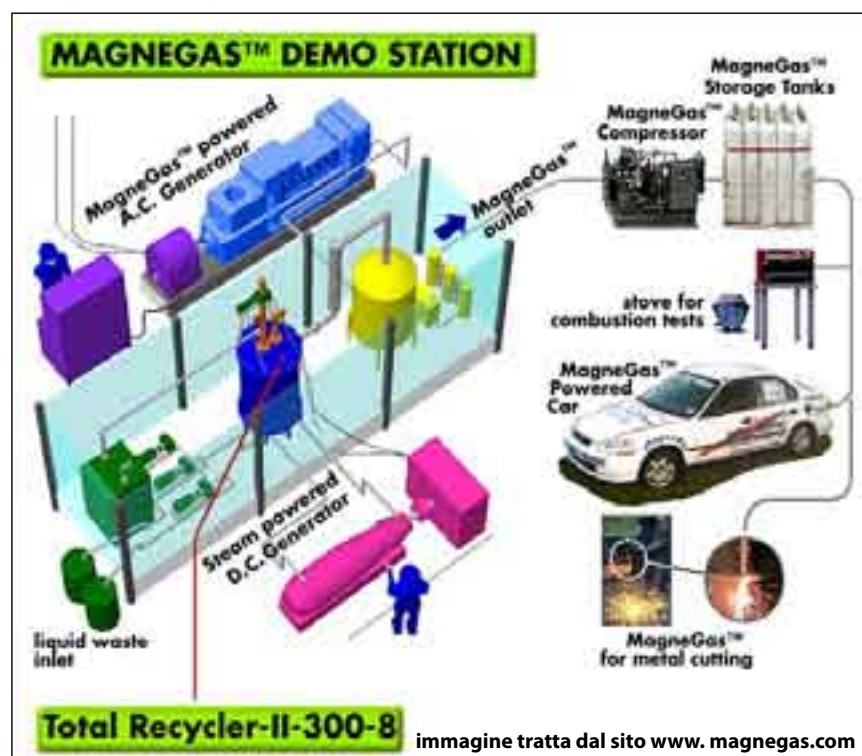 MAGNEGAS™ DEMO STATION
MagneGas™ powered
A.C. Generator
MagneGas™
outlet
MagneGas™
Compressor
MagneGas™
Storage Tanks
stove for
combustion tests
MagneGas™
Powered
Car
Steam powered
D.C. Generator
liquid waste
inlet
MagneGas™
for metal cutting
Total Recycler-II-300-8
immagine tratta dal sito www. magnegas.com